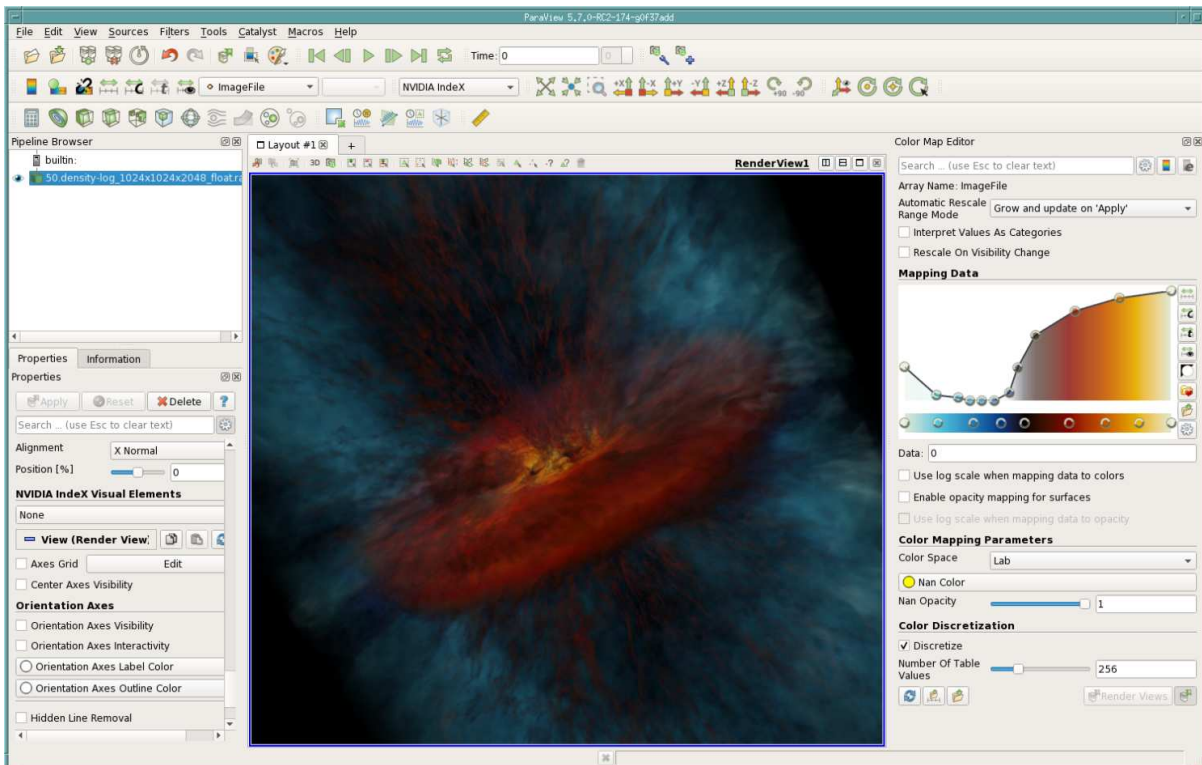 ParaView 5.7.0-RC2-174-g0f37add
File Edit View Sources Filters Tools Catalyst Macros Help
Time: 0 0
ImageFile NVIDIA IndeX
+X -X +Y -Y +Z -Z +90 -90
Pipeline Browser
builtin:
50.density-log_1024x1024x2048_float.ra
Properties Information
Properties
Apply Reset Delete ?
Search ... (use Esc to clear text)
Alignment X Normal
Position [%] 0
NVIDIA IndeX Visual Elements
None
View (Render View)
Axes Grid Edit
Center Axes Visibility
Orientation Axes
Orientation Axes Visibility
Orientation Axes Interactivity
Orientation Axes Label Color
Orientation Axes Outline Color
Hidden Line Removal
Layout #1 +
3D RenderView1
Color Map Editor
Search ... (use Esc to clear text)
Array Name: ImageFile
Automatic Rescale Grow and update on 'Apply'
Range Mode
Interpret Values As Categories
Rescale On Visibility Change
Mapping Data
Data: 0
Use log scale when mapping data to colors
Enable opacity mapping for surfaces
Use log scale when mapping data to opacity
Color Mapping Parameters
Color Space Lab
Nan Color
Nan Opacity 1
Color Discretization
Discretize
Number Of Table 256
Values
Render Views